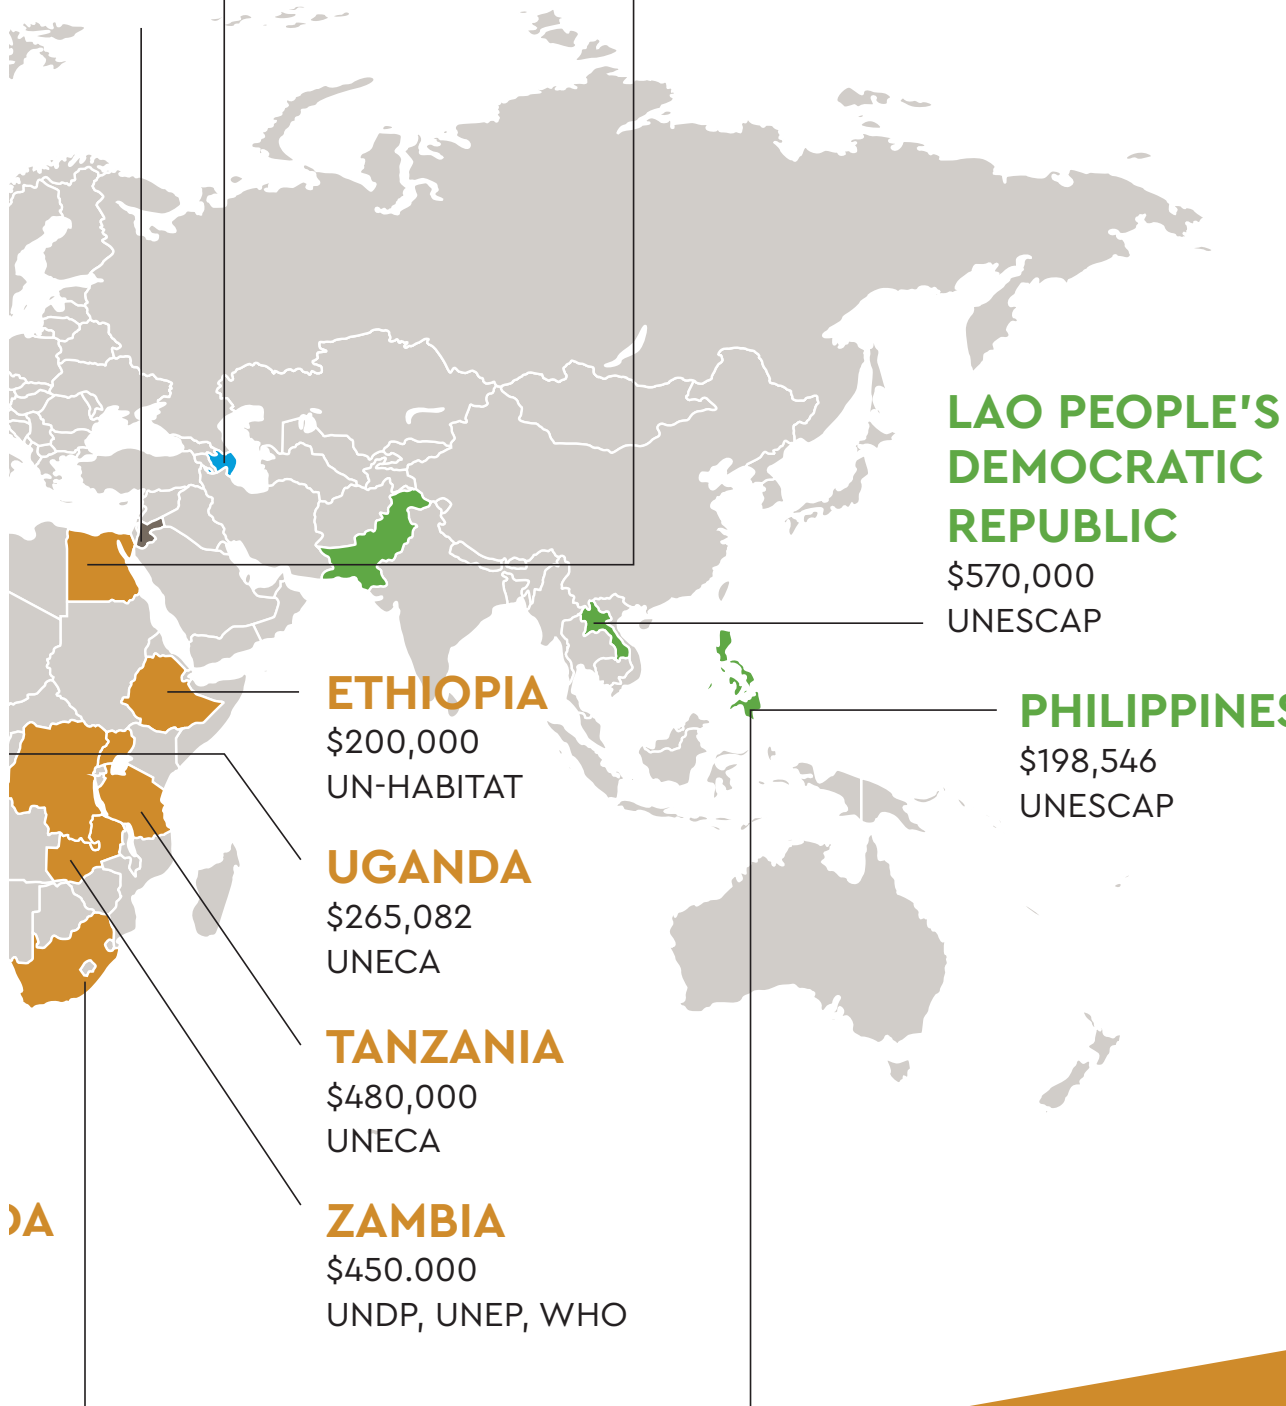 LAO PEOPLE'S
DEMOCRATIC
REPUBLIC
$570,000
UNESCAP
ETHIOPIA
$200,000
UN-HABITAT
PHILIPPINES
$198,546
UNESCAP
UGANDA
$265,082
UNECA
TANZANIA
$480,000
UNECA
ZAMBIA
$450.000
UNDP, UNEP, WHO